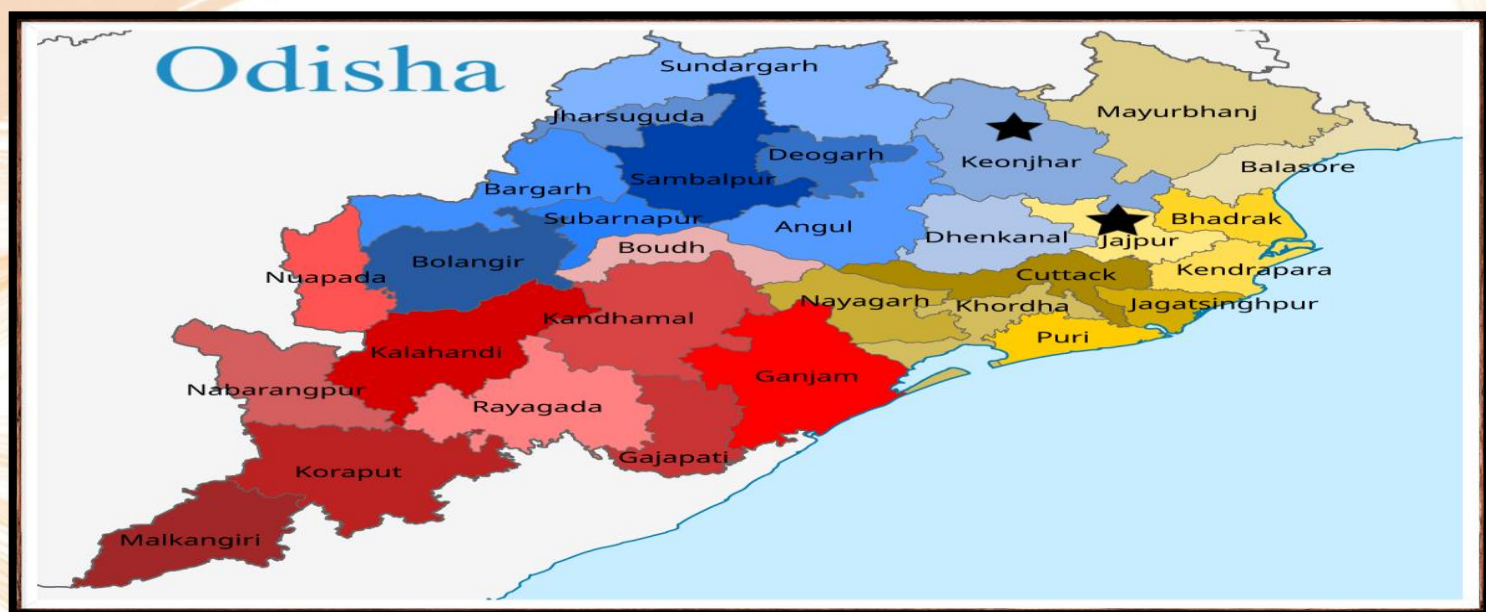 Odisha
Sundargarh
Mayurbhanj
Jharsuguda
Deogarh
Keonjhar
Balasore
Bargarh
Sambalpur
Subarnapur
Angul
Dhenkanal
Jajpur
Bhadrak
Nuapada
Bolangir
Boudh
Cuttack
Kendrapara
Nayagarh
Khordha
Jagatsinghpur
Kandhamal
Puri
Kalahandi
Ganjam
Nabarangpur
Rayagada
Koraput
Gajapati
Malkangiri